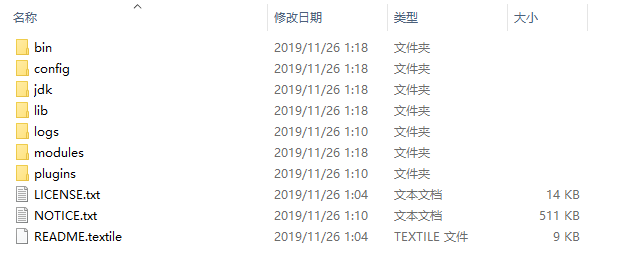 名称 修改日期 类型 大小
bin 2019/11/26 1:18 文件夹
config 2019/11/26 1:18 文件夹
jdk 2019/11/26 1:18 文件夹
lib 2019/11/26 1:18 文件夹
logs 2019/11/26 1:10 文件夹
modules 2019/11/26 1:18 文件夹
plugins 2019/11/26 1:10 文件夹
LICENSE.txt 2019/11/26 1:04 文本文档 14 KB
NOTICE.txt 2019/11/26 1:10 文本文档 511 KB
README.textile 2019/11/26 1:04 TEXTILE 文件 9 KB